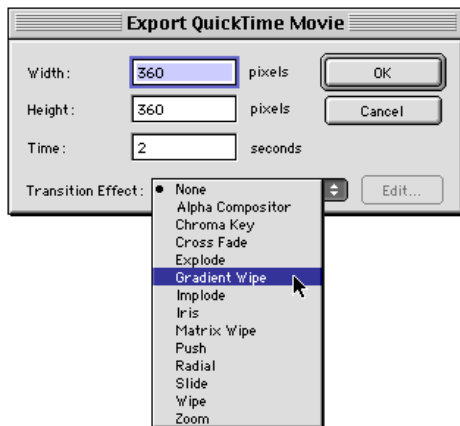 Export QuickTime Movie
Width: 360 pixels OK
Height: 360 pixels Cancel
Time: 2 seconds
Transition Effect: Edit...
• None
Alpha Compositor
Chroma Key
Cross Fade
Explode
Gradient Wipe
Implode
Iris
Matrix Wipe
Push
Radial
Slide
Wipe
Zoom